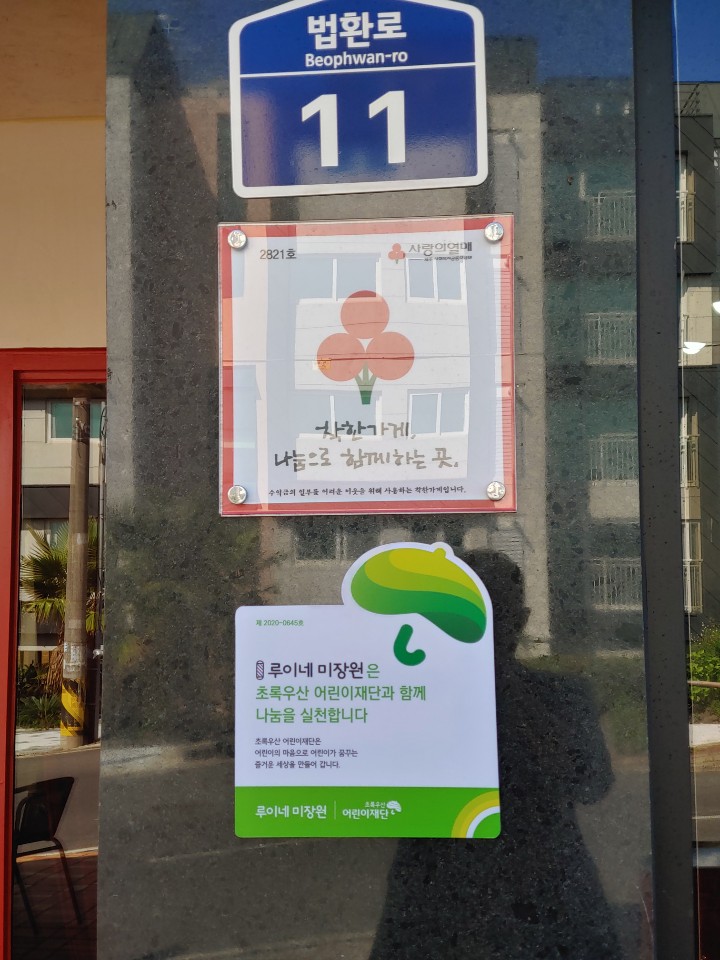 법환로
Beophwan-ro
11
2821호
사랑의열매
착한가게,
나눔으로 함께하는 곳.
수익금의 일부를 어려운 이웃을 위해 사용하는 착한가게입니다.
제 2020-0645호
루이네 미장원은
초록우산 어린이재단과 함께
나눔을 실천합니다
초록우산 어린이재단은
어린이의 마음으로 어린이가 꿈꾸는
즐거운 세상을 만들어 갑니다.
루이네 미장원
초록우산
어린이재단